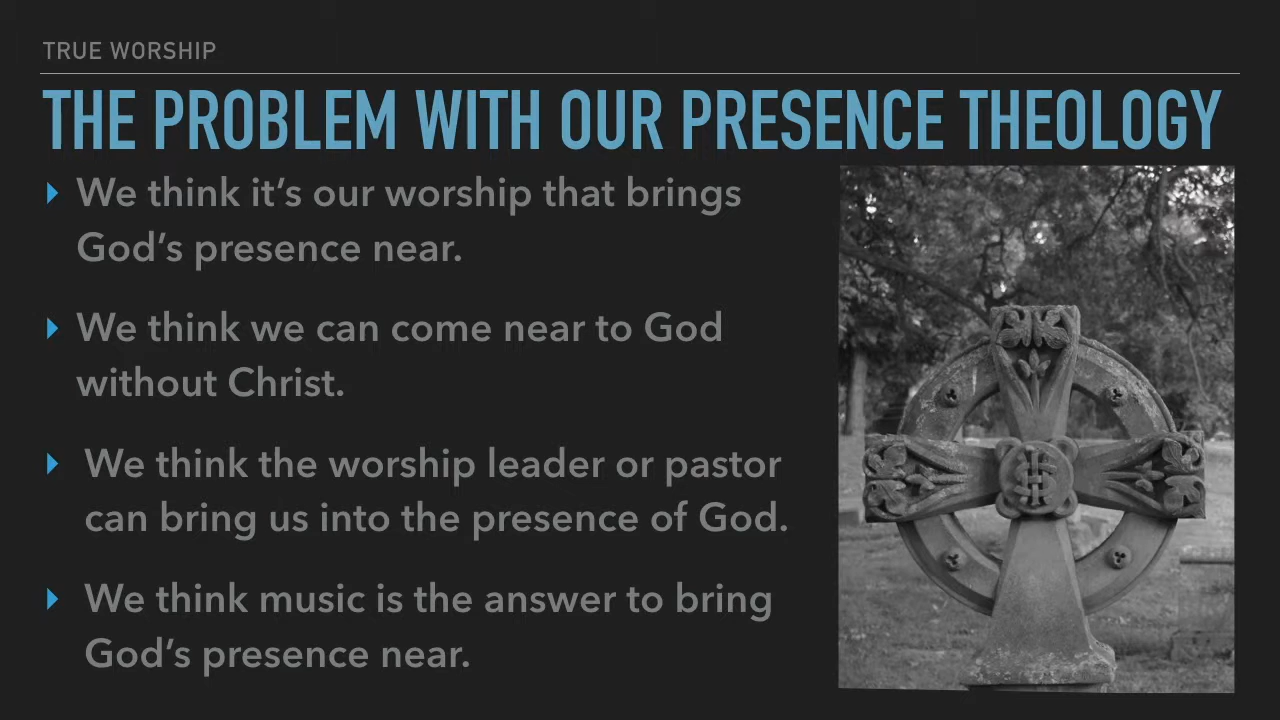 TRUE WORSHIP
THE PROBLEM WITH OUR PRESENCE THEOLOGY
We think it’s our worship that brings
God’s presence near.
We think we can come near to God
without Christ.
We think the worship leader or pastor
can bring us into the presence of God.
We think music is the answer to bring
God’s presence near.